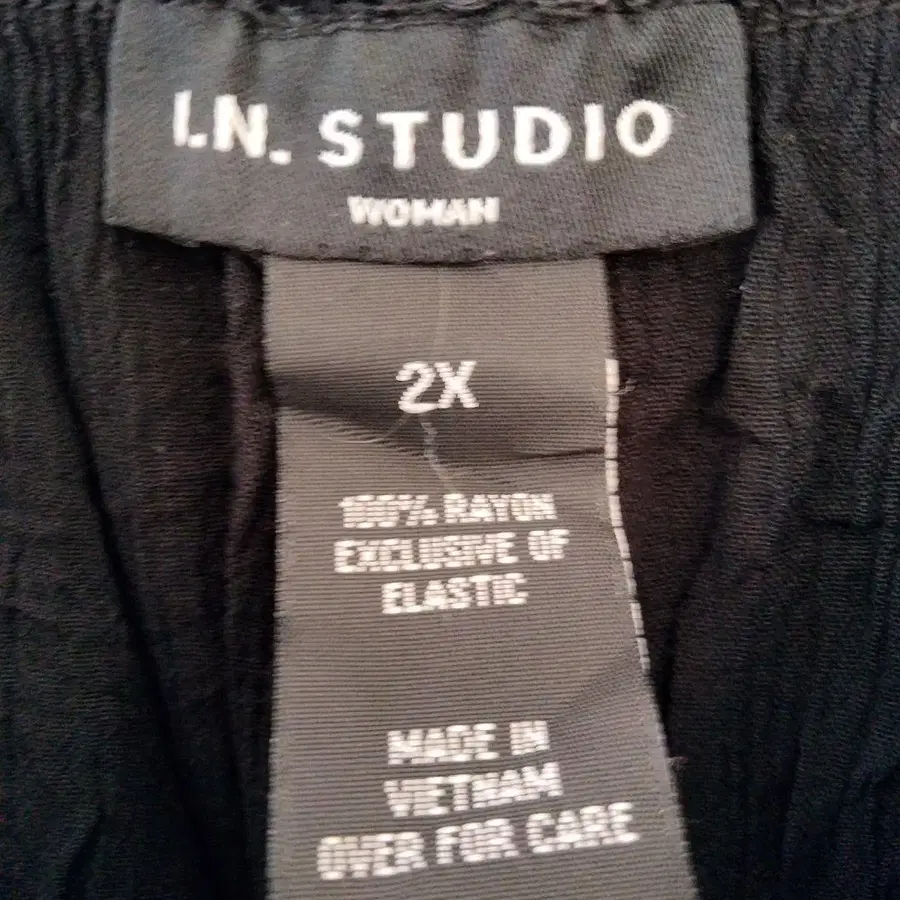 I.N. STUDIO
WOMAN
2X
100% RAYON
EXCLUSIVE OF
ELASTIC
MADE IN
VIETNAM
OVER FOR CARE